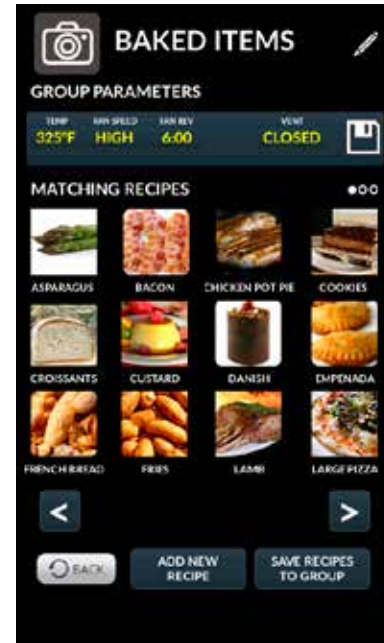 BAKED ITEMS
GROUP PARAMETERS
TEMP FAN SPEED FAN REV VENT
325°F HIGH 6:00 CLOSED
MATCHING RECIPES
ASPARAGUS BACON CHICKEN POT PIE COOKIES
CROISSANTS CUSTARD DANISH EMPENADA
FRENCH BREAD FRIES LAMB LARGE PIZZA
< >
BACK ADD NEW RECIPE SAVE RECIPES TO GROUP